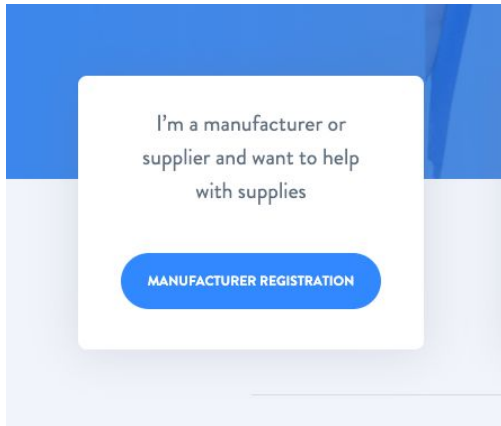 I’m a manufacturer or
supplier and want to help
with supplies
MANUFACTURER REGISTRATION